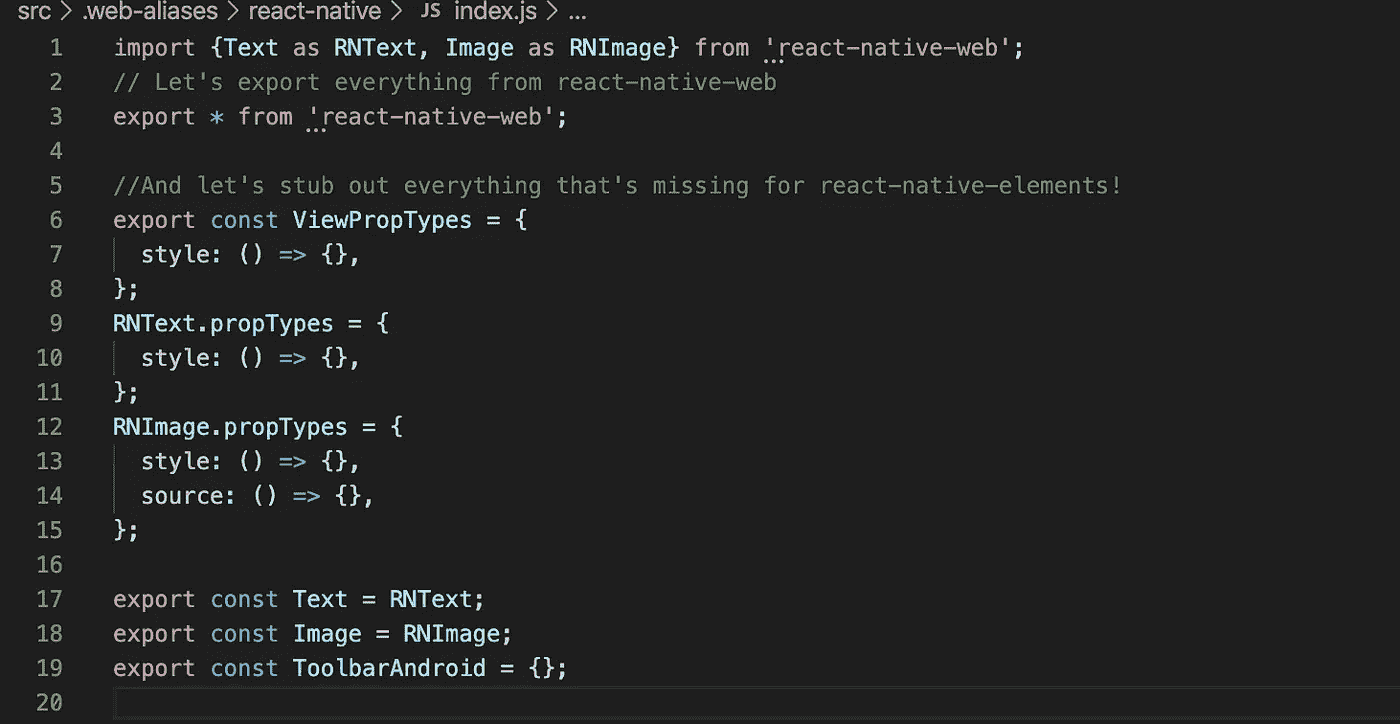 src > .web-aliases > react-native > JS index.js > ...
1 import {Text as RNText, Image as RNImage} from 'react-native-web';
2 // Let's export everything from react-native-web
3 export * from 'react-native-web';
4
5 //And let's stub out everything that's missing for react-native-elements!
6 export const ViewPropTypes = {
7   style: () => {},
8 };
9 RNText.propTypes = {
10   style: () => {},
11 };
12 RNImage.propTypes = {
13   style: () => {},
14   source: () => {},
15 };
16
17 export const Text = RNText;
18 export const Image = RNImage;
19 export const ToolbarAndroid = {};
20